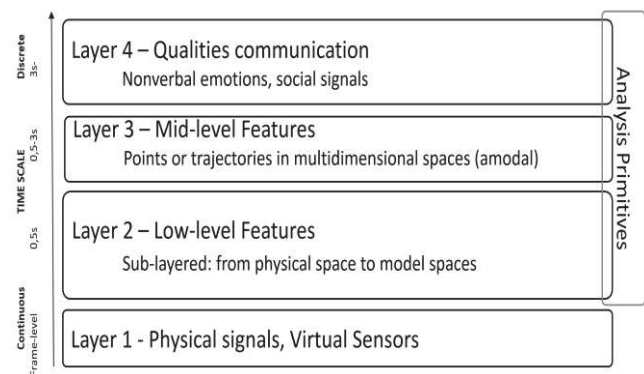 Layer 4 – Qualities communication
Nonverbal emotions, social signals
Layer 3 – Mid-level Features
Points or trajectories in multidimensional spaces (amodal)
Layer 2 – Low-level Features
Sub-layered: from physical space to model spaces
Layer 1 - Physical signals, Virtual Sensors
Analysis Primitives
Discrete
3s-
TIME SCALE
0,5-3s
0,5s
Continuous
Frame-level